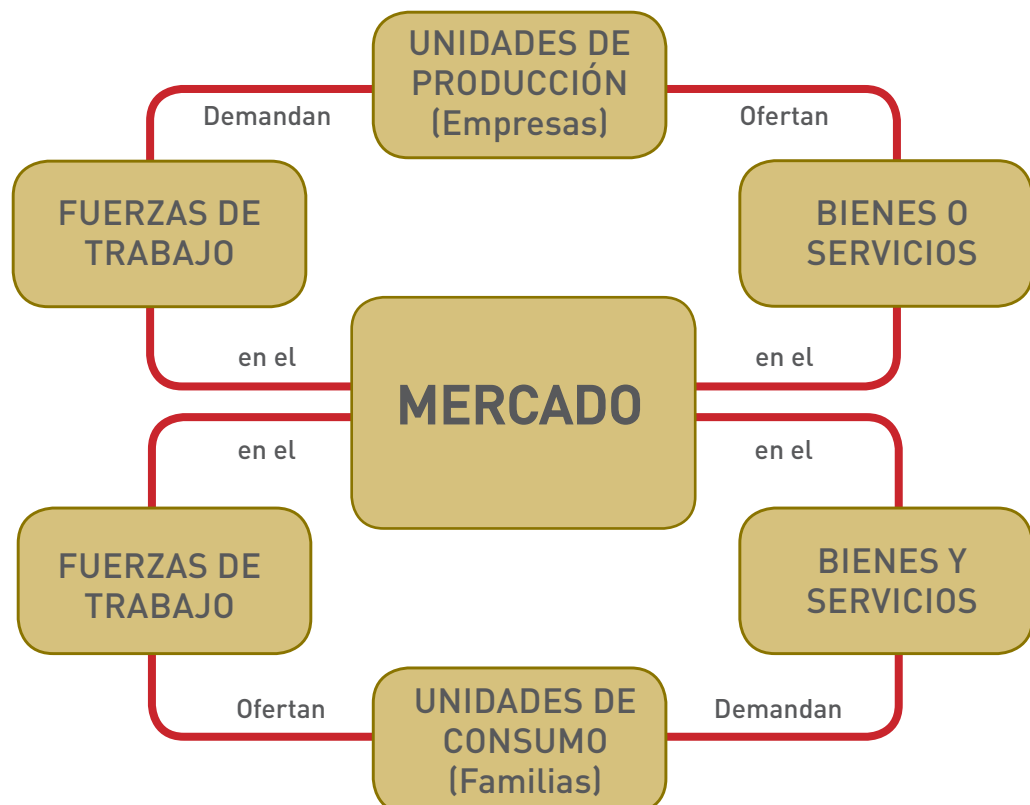 UNIDADES DE
PRODUCCIÓN
(Empresas)
Demandan
Ofertan
FUERZAS DE
TRABAJO
BIENES O
SERVICIOS
en el
en el
MERCADO
en el
en el
FUERZAS DE
TRABAJO
BIENES Y
SERVICIOS
Ofertan
Demandan
UNIDADES DE
CONSUMO
(Familias)